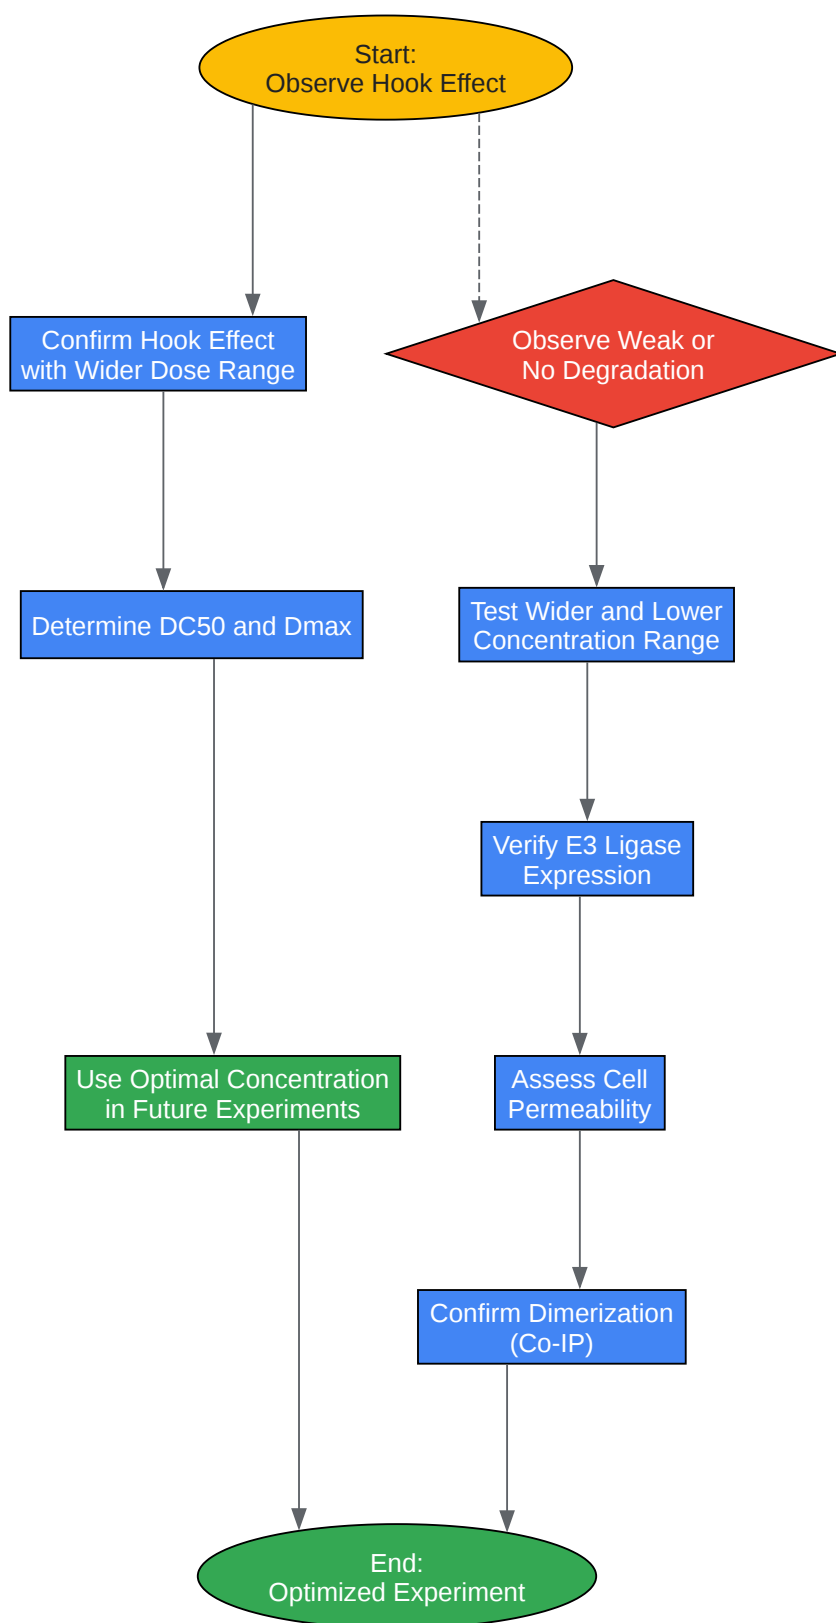 Start:
Observe Hook Effect
Confirm Hook Effect
with Wider Dose Range
Observe Weak or
No Degradation
Determine DC50 and Dmax
Test Wider and Lower
Concentration Range
Verify E3 Ligase
Expression
Use Optimal Concentration
in Future Experiments
Assess Cell
Permeability
Confirm Dimerization
(Co-IP)
End:
Optimized Experiment